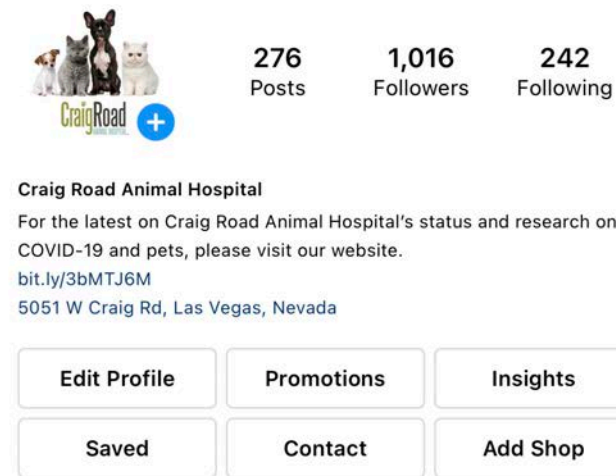 276 1,016 242
Posts Followers Following
CraigRoad
ANIMAL HOSPITAL
Craig Road Animal Hospital
For the latest on Craig Road Animal Hospital's status and research on
COVID-19 and pets, please visit our website.
bit.ly/3bMTJ6M
5051 W Craig Rd, Las Vegas, Nevada
Edit Profile Promotions Insights
Saved Contact Add Shop